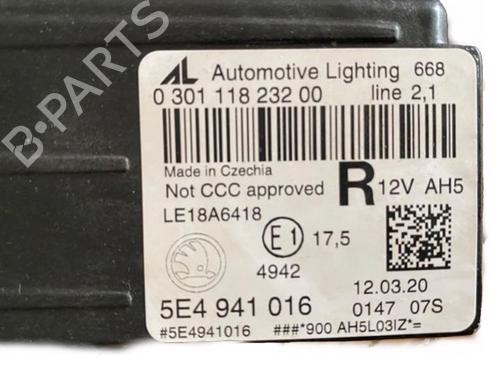 B-PARTS
AL Automotive Lighting 668
0 301 118 232 00 line 2,1
Made in Czechia
Not CCC approved R 12V AH5
LE18A6418
E1 17,5
4942
12.03.20
5E4 941 016 0147 07S
#5E4941016 ###*900 AH5L03IZ*=